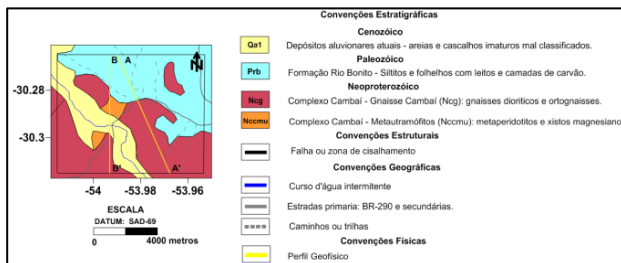 Convenções Estratigráficas
Cenozóico
Qa1 Depósitos aluvionares atuais - areias e cascalhos imaturos mal classificados.
Paleozóico
Prb Formação Rio Bonito - Siltitos e folhelhos com leitos e camadas de carvão.
Neoproterozóico
Ncg Complexo Cambaí - Gnaisse Cambaí (Ncg): gnaisses dioriticos e ortognaisses.
Nccmu Complexo Cambaí - Metautramófitos (Nccmu): metaperidotitos e xistos magnesiano
Convenções Estruturais
Falha ou zona de cisalhamento
Convenções Geográficas
Curso d'água intermitente
Estradas primaria: BR-290 e secundárias.
Caminhos ou trilhas
Convenções Físicas
Perfil Geofísico
B A
N
-30.28
-30.3
B' A'
-54 -53.98 -53.96
ESCALA
DATUM: SAD-69
0 4000 metros